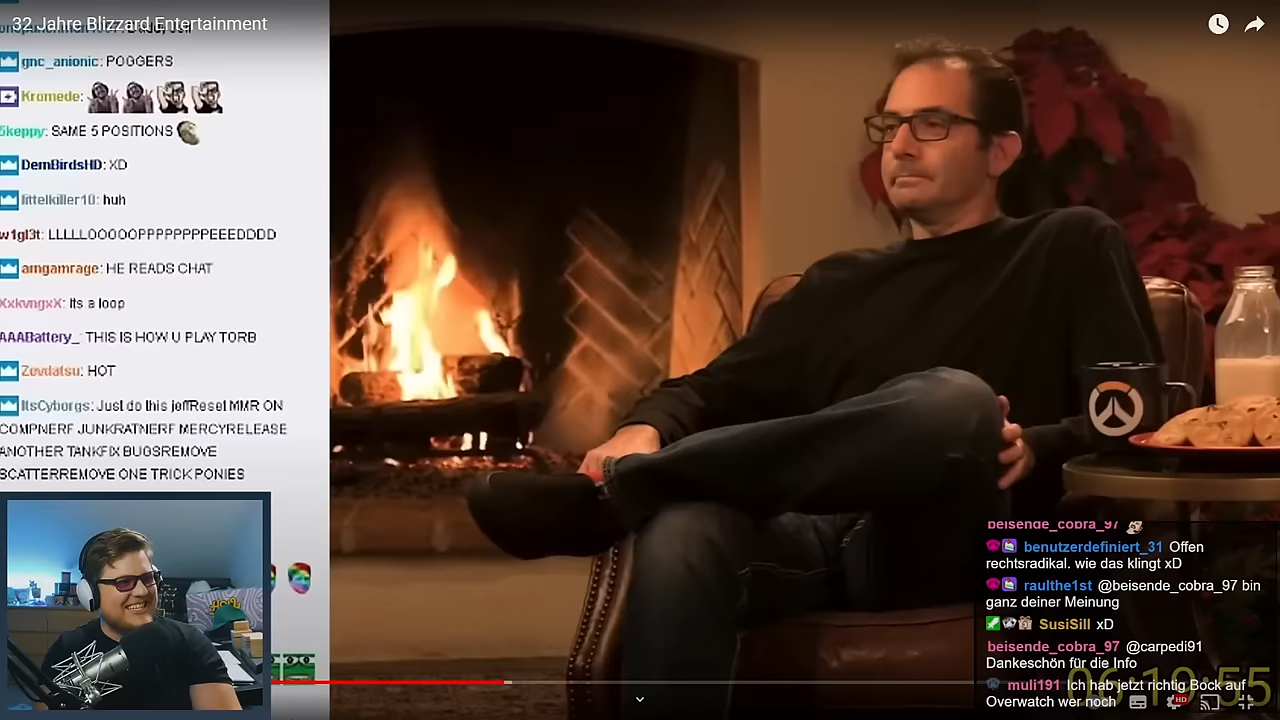 32 Jahre Blizzard Entertainment
gnc_anionic: POGGERS
Kromede:
5keppy: SAME 5 POSITIONS
DemBirdsHD: XD
littelkiller10: huh
w1gl3t: LLLLLOOOOOPPPPPPPPEEEDDDD
amgamrage: HE READS CHAT
XxkvngxX: Its a loop
AAABattery_: THIS IS HOW U PLAY TORB
Zevdatsu: HOT
ItsCyborgs: Just do this jeffReset MMR ON
COMPNERF JUNKRATNERF MERCYRELEASE
ANOTHER TANKFIX BUGSREMOVE
SCATTERREMOVE ONE TRICK PONIES
beisende_cobra_97
benutzerdefiniert_31 Offen
rechtsradikal. wie das klingt xD
raulthe1st @beisende_cobra_97 bin
ganz deiner Meinung
SusiSill xD
beisende_cobra_97 @carpedi91
Dankeschön für die Info
muli191 Ich hab jetzt richtig Bock auf
Overwatch wer noch
HD